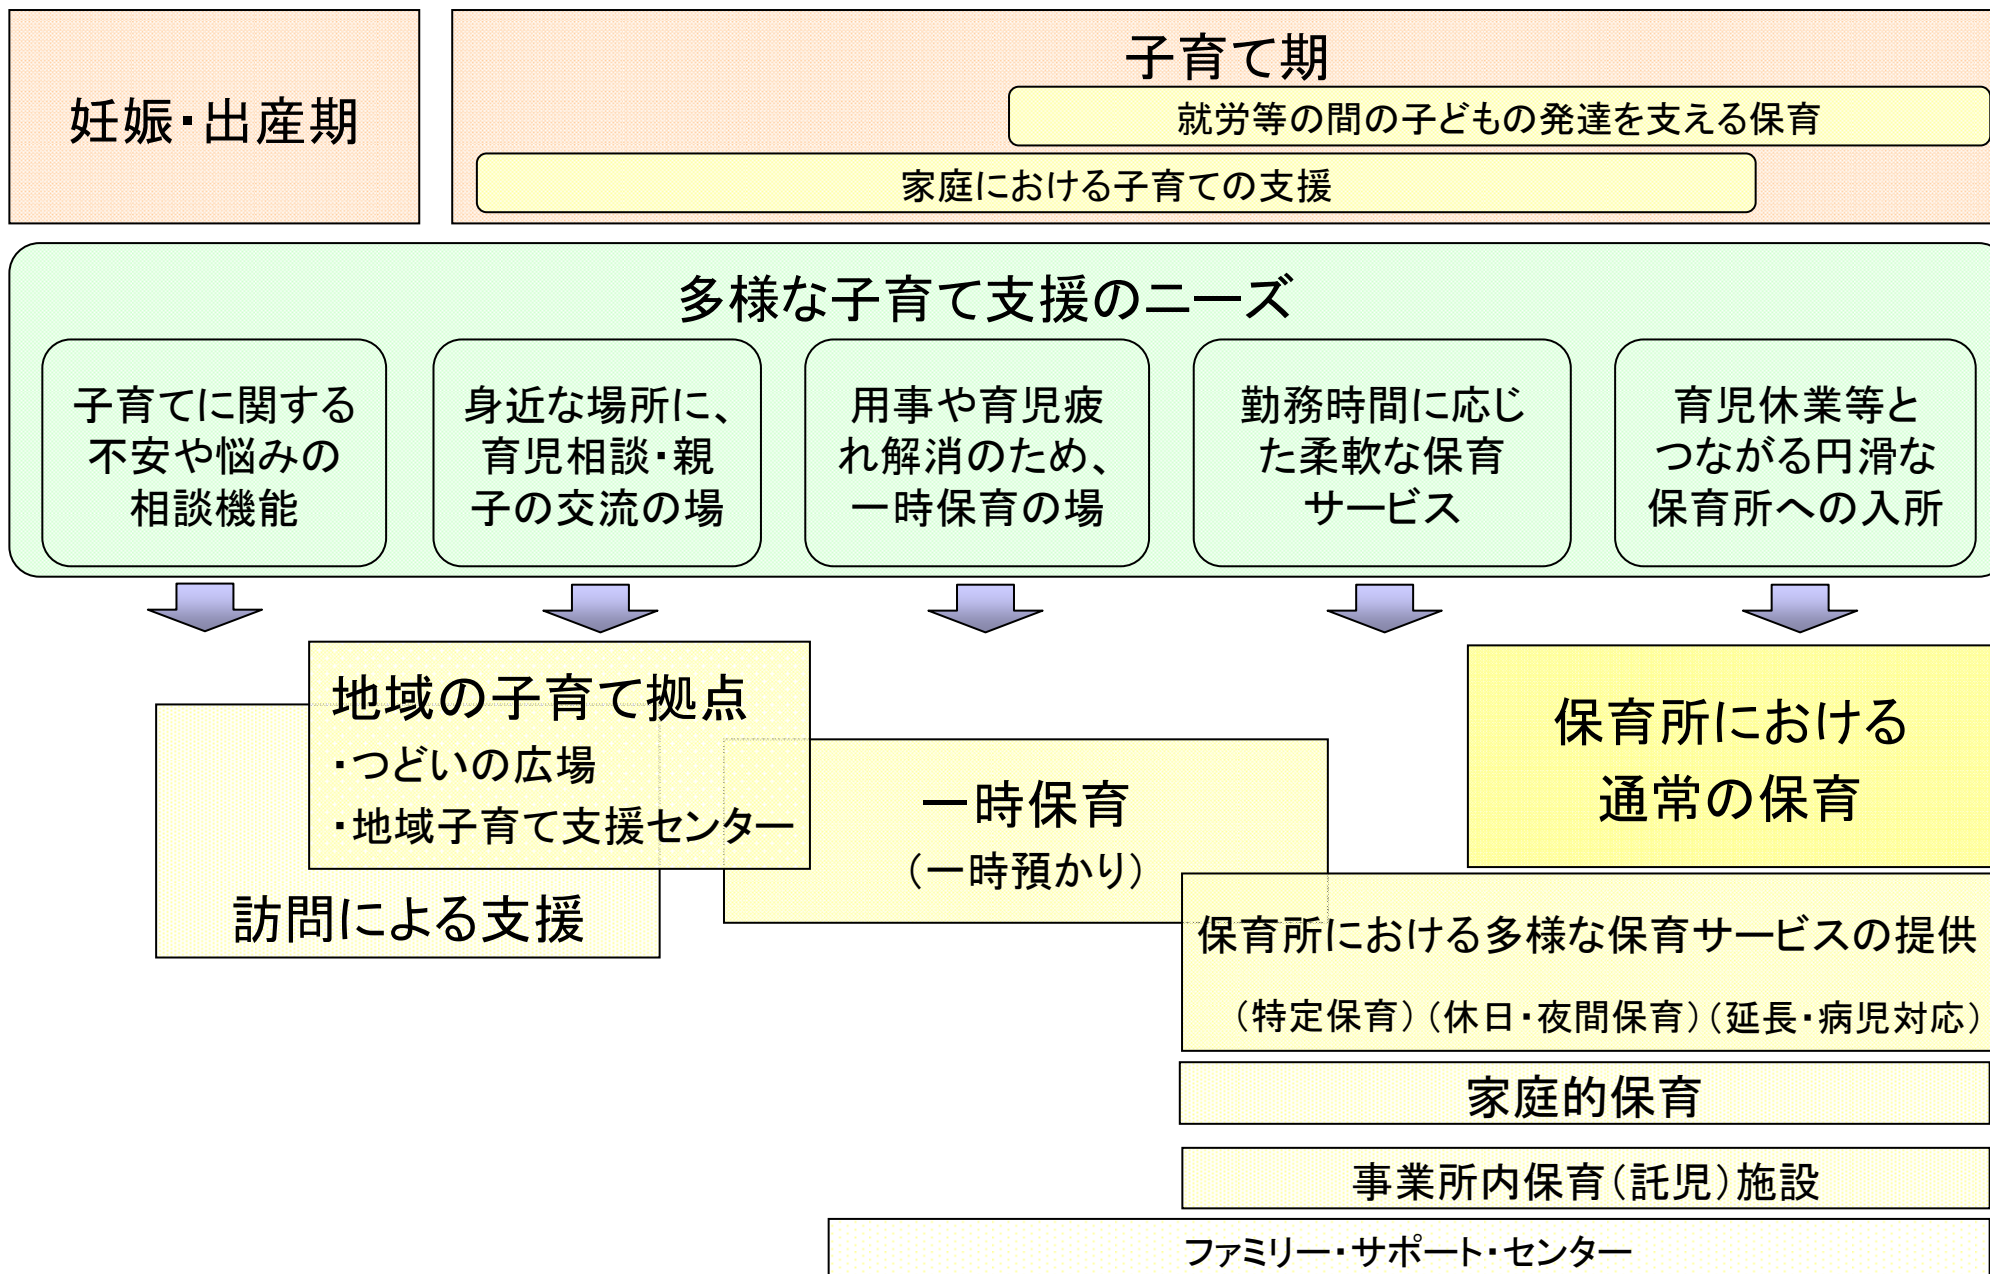 妊娠・出産期
子育て期
就労等の間の子どもの発達を支える保育
家庭における子育ての支援
多様な子育て支援のニーズ
子育てに関する
不安や悩みの
相談機能
身近な場所に、
育児相談・親
子の交流の場
用事や育児疲
れ解消のため、
一時保育の場
勤務時間に応じ
た柔軟な保育
サービス
育児休業等と
つながる円滑な
保育所への入所
地域の子育て拠点
・つどいの広場
・地域子育て支援センター
訪問による支援
一時保育
（一時預かり）
保育所における
通常の保育
保育所における多様な保育サービスの提供
（特定保育）（休日・夜間保育）（延長・病児対応）
家庭的保育
事業所内保育（託児）施設
ファミリー・サポート・センター